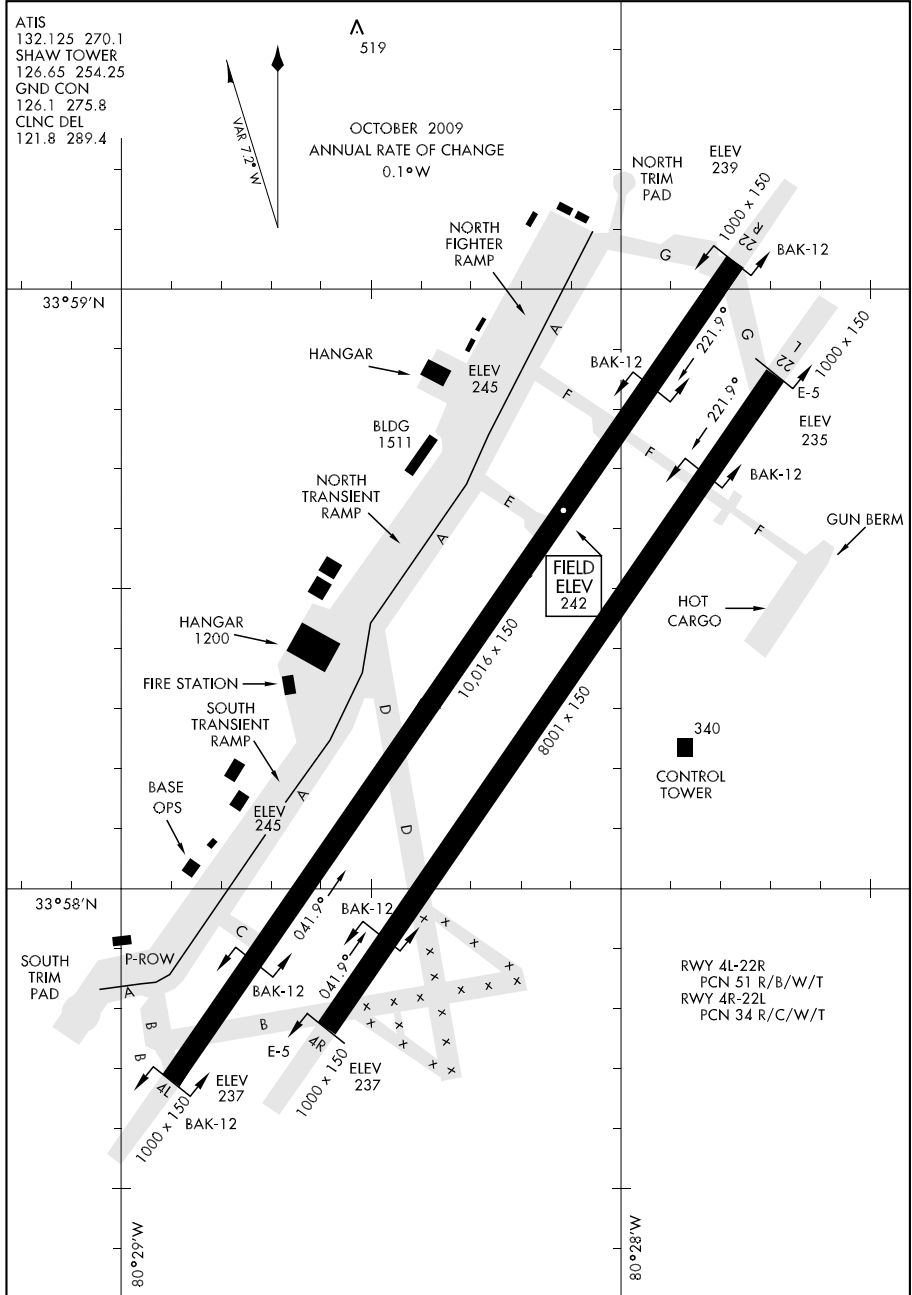 ATIS
132.125 270.1
SHAW TOWER
126.65 254.25
GND CON
126.1 275.8
CLNC DEL
121.8 289.4
VAR 7.2° W
519
OCTOBER 2009
ANNUAL RATE OF CHANGE
0.1° W
NORTH
TRIM
PAD
ELEV
239
1000 x 150
22 R
BAK-12
G
NORTH
FIGHTER
RAMP
33°59'N
A
G
221.9°
22 L
1000 x 150
E-5
ELEV
235
HANGAR
ELEV
245
BAK-12
F
221.9°
BLDG
1511
F
BAK-12
NORTH
TRANSIENT
RAMP
E
A
F
GUN BERM
FIELD
ELEV
242
HOT
CARGO
HANGAR
1200
10,016 x 150
FIRE STATION
D
8001 x 150
SOUTH
TRANSIENT
RAMP
340
CONTROL
TOWER
BASE
OPS
A
ELEV
245
D
33°58'N
041.9°
BAK-12
C
041.9°
SOUTH
TRIM
PAD
P-ROW
A
BAK-12
RWY 4L-22R
PCN 51 R/B/W/T
RWY 4R-22L
PCN 34 R/C/W/T
B
B
B
E-5
4R
ELEV
237
1000 x 150
4L
ELEV
237
BAK-12
1000 x 150
80°29'W
80°28'W